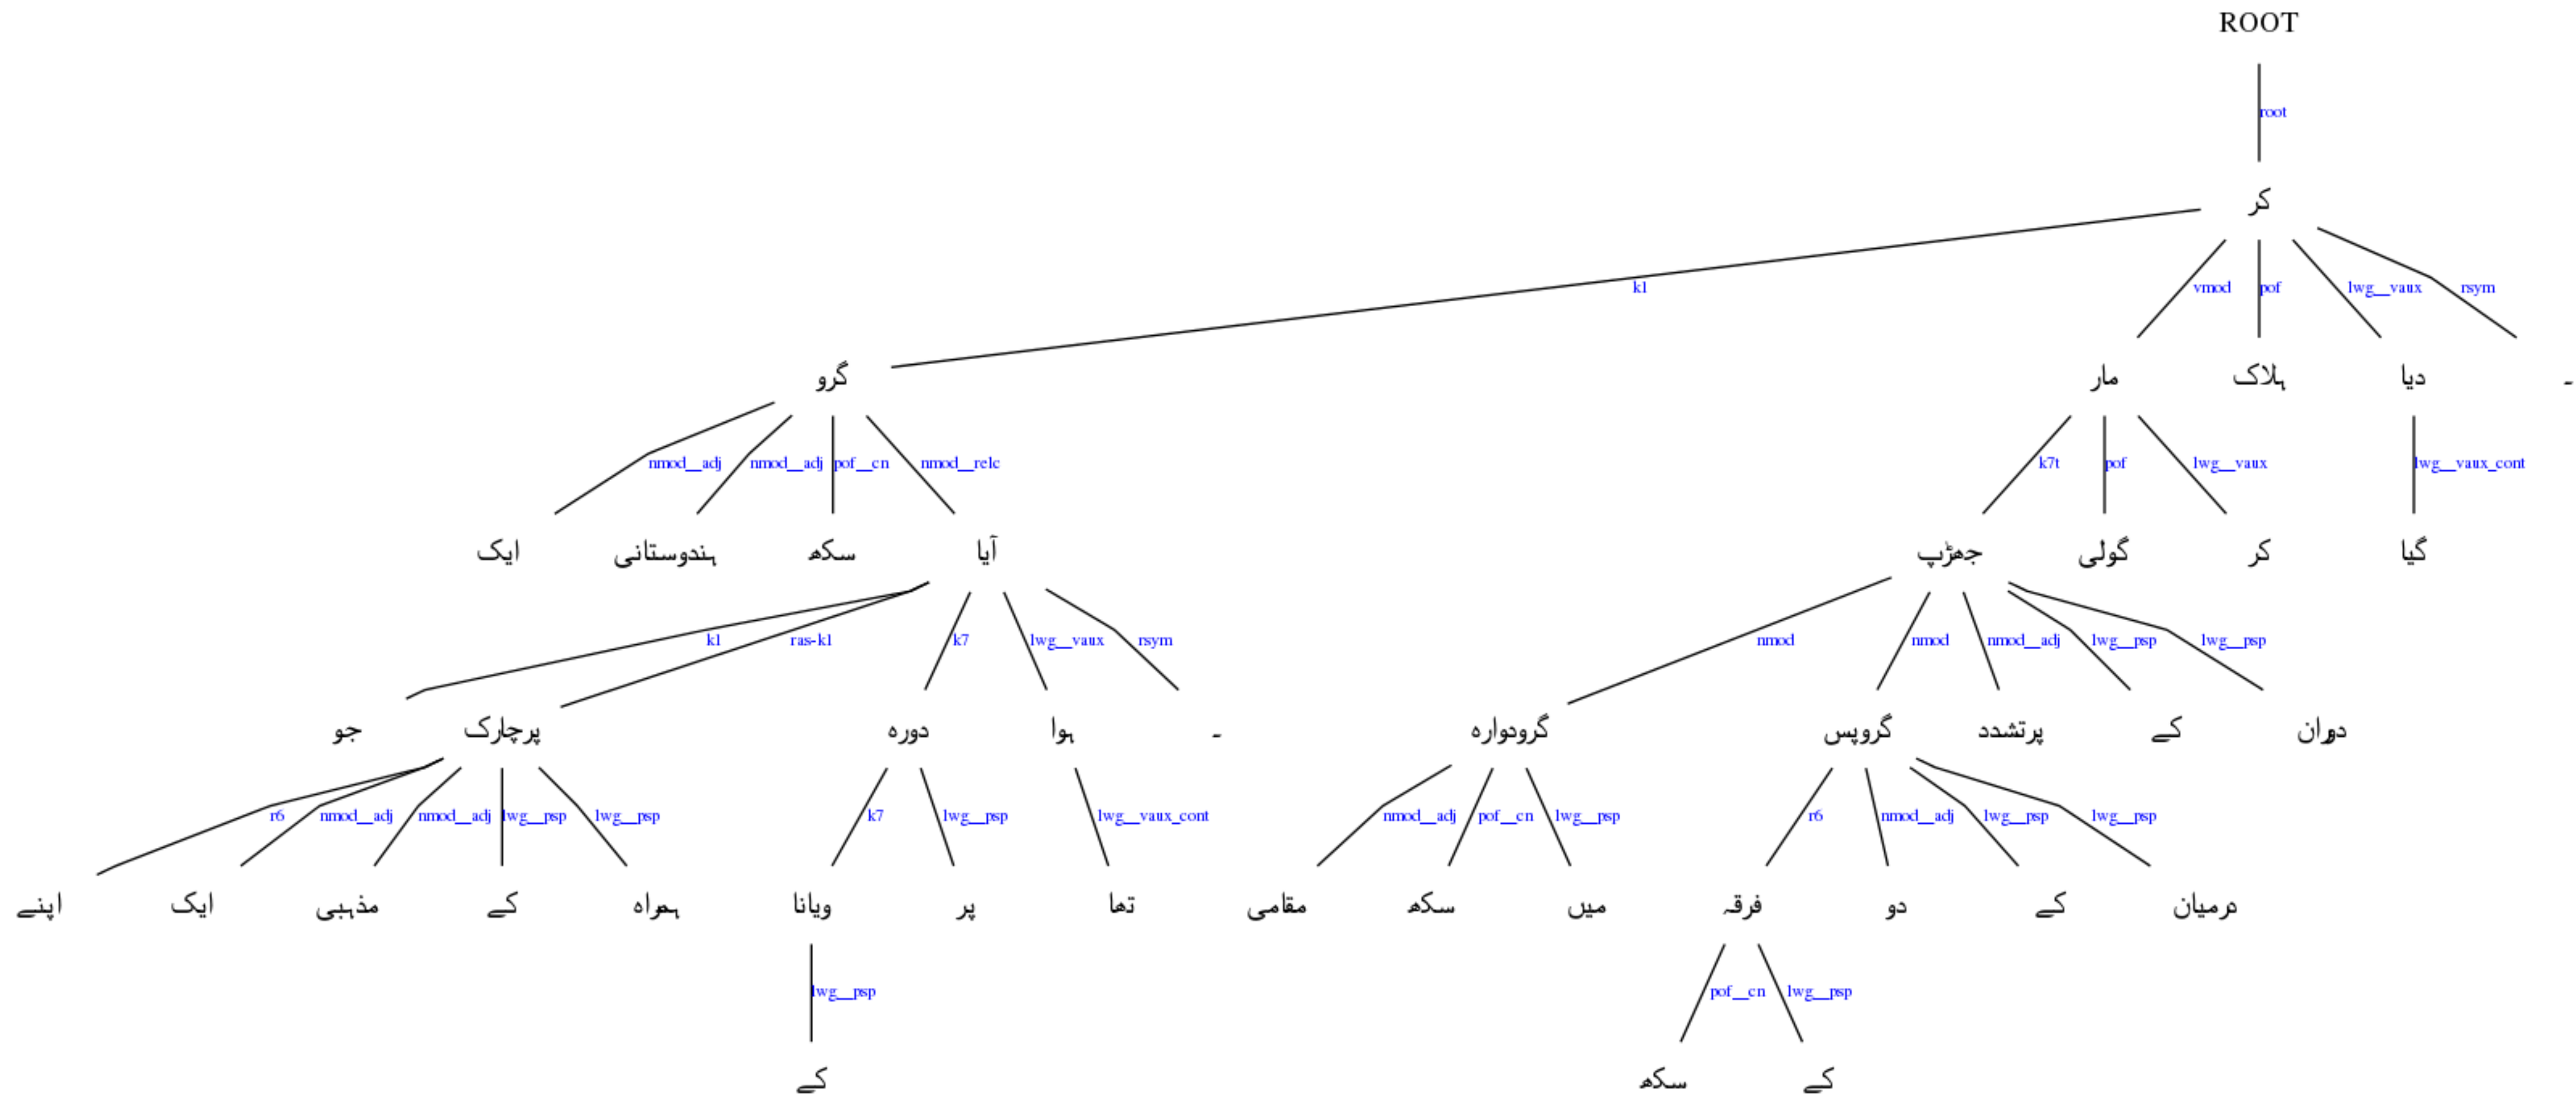 ROOT
root
کر
k1 vmod pof lwg__vaux rsym
گرو مار ہلاک دیا ۔
nmod__adj nmod__adj pof__cn nmod__relc k7t pof lwg__vaux lwg__vaux_cont
ایک ہندوستانی سکھ آیا جھڑپ گولی کر گیا
k1 ras-k1 k7 lwg__vaux rsym nmod nmod nmod__adj lwg__psp lwg__psp
جو پرچارک دورہ ہوا ۔ گرودوارہ گروپس پرتشدد کے دوران
r6 nmod__adj nmod__adj lwg__psp lwg__psp k7 lwg__psp lwg__vaux_cont nmod__adj pof__cn lwg__psp r6 nmod__adj lwg__psp lwg__psp
اپنے ایک مذہبی کے ہمراہ ویانا پر تھا مقامی سکھ میں فرقہ دو کے درمیان
lwg__psp pof__cn lwg__psp
کے سکھ کے